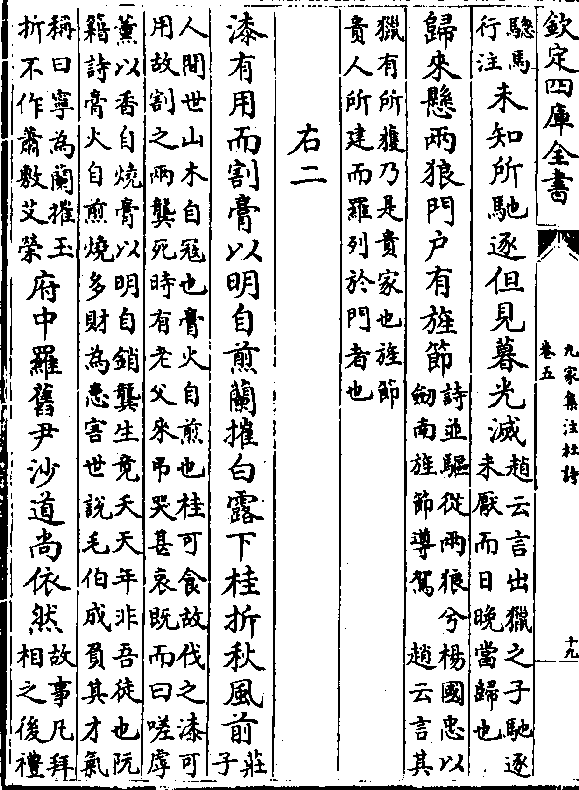 欽定四庫全書
九家集注杜詩
卷五
十九
驄馬
行注
未知所馳逐但見暮光滅
趙云言出獵之子馳逐
未厭而日晚當歸也
歸來懸兩狼門户有旌節
詩並驅從兩狼兮楊國忠以
劒南旌節導駕 趙云言其
獵有所獲乃是貴家也旌節
貴人所建而羅列於門者也
右二
漆有用而割膏以明自煎蘭摧白露下桂折秋風前
莊
子
人間世山木自冦也膏火自煎也桂可食故伐之漆可
用故割之兩龔死時有老父來弔哭甚哀既而曰嗟虖
薰以香自燒膏以明自銷龔生竟夭天年非吾徒也阮
籍詩膏火自煎燒多財為患害世說毛伯成負其才氣
稱曰寧為蘭摧玉
折不作蕭敷艾榮
府中羅舊尹沙道尚依然
故事凡拜
相之後禮